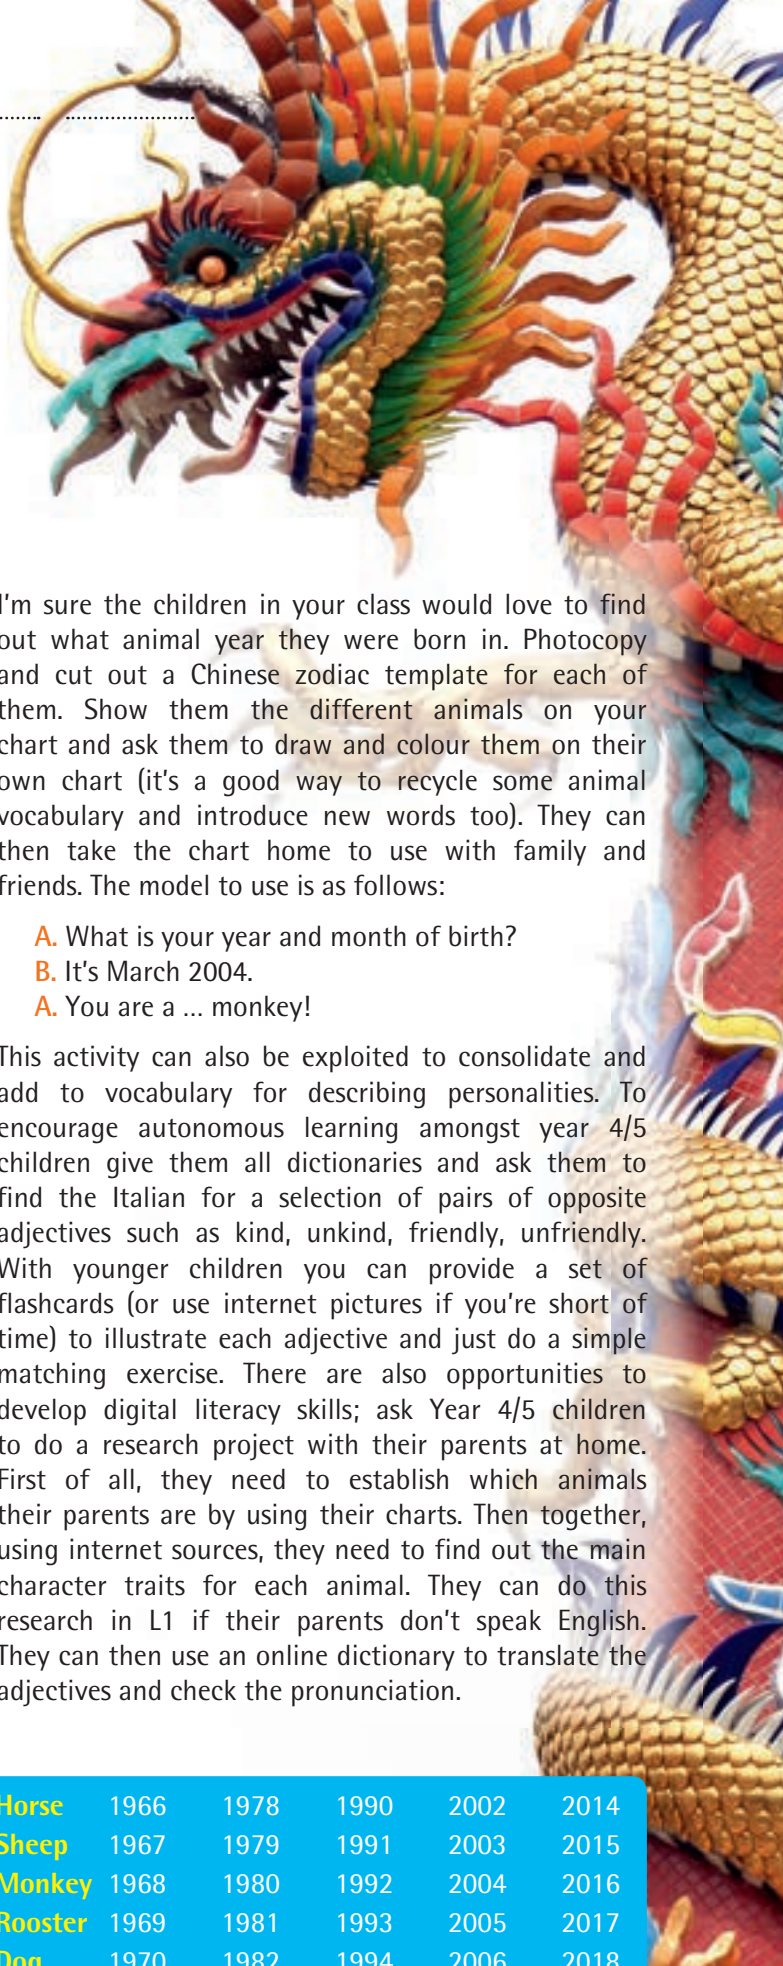 I'm sure the children in your class would love to find
out what animal year they were born in. Photocopy
and cut out a Chinese zodiac template for each of
them. Show them the different animals on your
chart and ask them to draw and colour them on their
own chart (it's a good way to recycle some animal
vocabulary and introduce new words too). They can
then take the chart home to use with family and
friends. The model to use is as follows:
A. What is your year and month of birth?
B. It's March 2004.
A. You are a ... monkey!
This activity can also be exploited to consolidate and
add to vocabulary for describing personalities. To
encourage autonomous learning amongst year 4/5
children give them all dictionaries and ask them to
find the Italian for a selection of pairs of opposite
adjectives such as kind, unkind, friendly, unfriendly.
With younger children you can provide a set of
flashcards (or use internet pictures if you're short of
time) to illustrate each adjective and just do a simple
matching exercise. There are also opportunities to
develop digital literacy skills; ask Year 4/5 children
to do a research project with their parents at home.
First of all, they need to establish which animals
their parents are by using their charts. Then together,
using internet sources, they need to find out the main
character traits for each animal. They can do this
research in L1 if their parents don't speak English.
They can then use an online dictionary to translate the
adjectives and check the pronunciation.
Horse 1966 1978 1990 2002 2014
Sheep 1967 1979 1991 2003 2015
Monkey 1968 1980 1992 2004 2016
Rooster 1969 1981 1993 2005 2017
Dog 1970 1982 1994 2006 2018